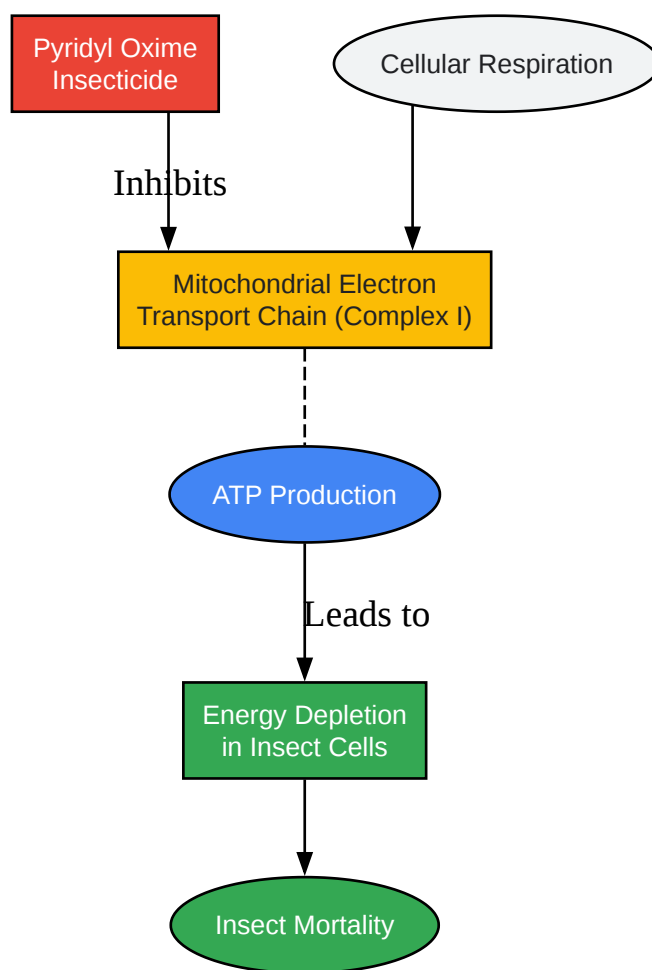 Pyridyl Oxime
Insecticide
Cellular Respiration
Inhibits
Mitochondrial Electron
Transport Chain (Complex I)
ATP Production
Leads to
Energy Depletion
in Insect Cells
Insect Mortality